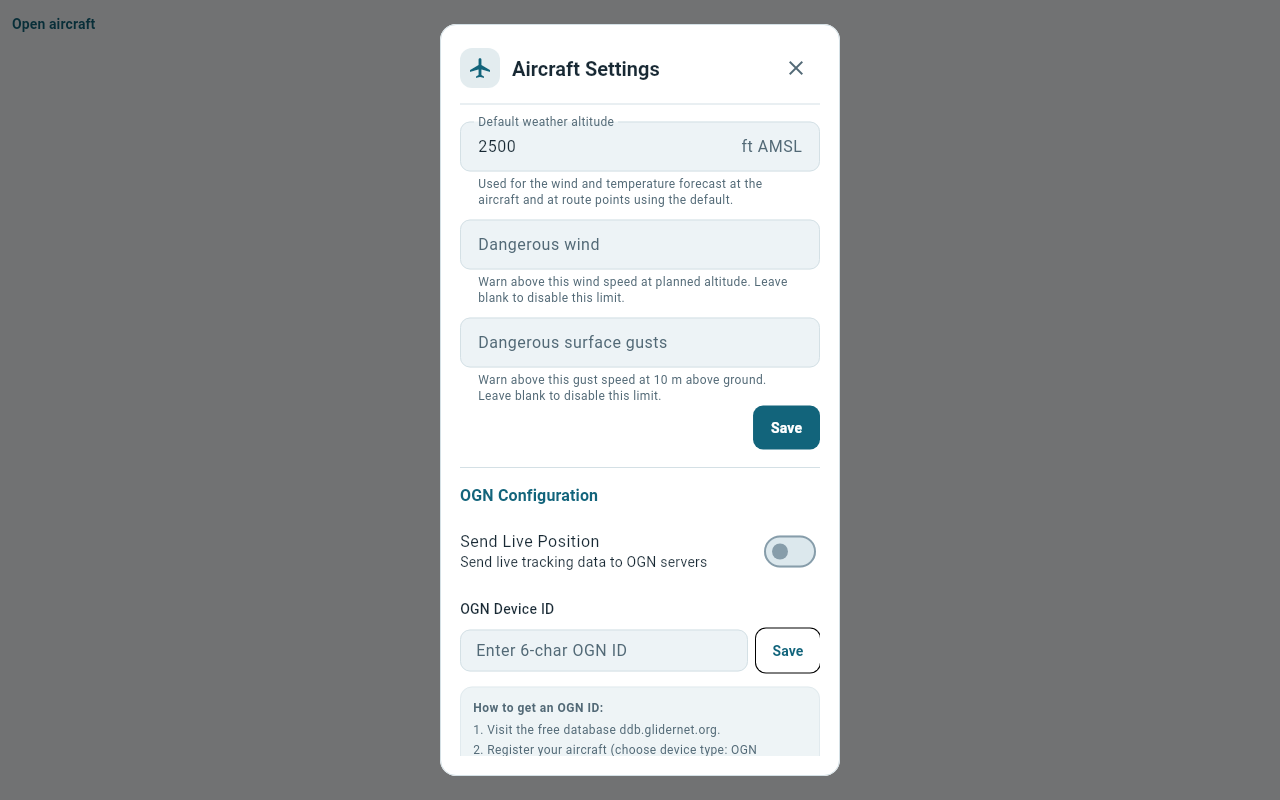 Open aircraft
Aircraft Settings
Default weather altitude
2500 ft AMSL
Used for the wind and temperature forecast at the
aircraft and at route points using the default.
Dangerous wind
Warn above this wind speed at planned altitude. Leave
blank to disable this limit.
Dangerous surface gusts
Warn above this gust speed at 10 m above ground.
Leave blank to disable this limit.
Save
OGN Configuration
Send Live Position
Send live tracking data to OGN servers
OGN Device ID
Enter 6-char OGN ID Save
How to get an OGN ID:
1. Visit the free database ddb.glidernet.org.
2. Register your aircraft (choose device type: OGN